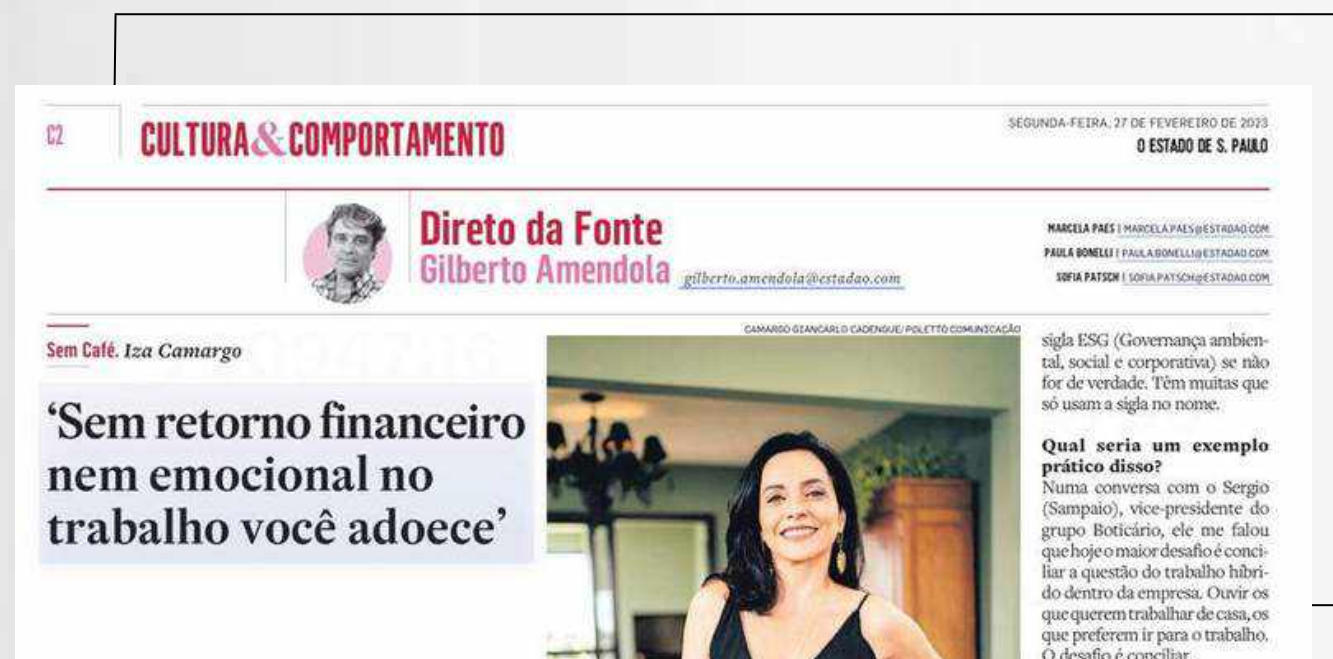 C2
CULTURA&COMPORTAMENTO
SEGUNDA-FEIRA, 27 DE FEVEREIRO DE 2023
O ESTADO DE S. PAULO
Direto da Fonte
Gilberto Amendola gilberto.amendola@estadao.com
MARCELA PAES | MARCELA.PAES@ESTADAO.COM
PAULA BONELLI | PAULA.BONELLI@ESTADAO.COM
SOFIA PATSCH | SOFIA.PATSCH@ESTADAO.COM
Sem Café. Iza Camargo
‘Sem retorno financeiro
nem emocional no
trabalho você adoece’
CAMARGO GIANCARLO CADENGUE/ POLETTO COMUNICAÇÃO
sigla ESG (Governança ambien-
tal, social e corporativa) se não
for de verdade. Têm muitas que
só usam a sigla no nome.
Qual seria um exemplo
prático disso?
Numa conversa com o Sergio
(Sampaio), vice-presidente do
grupo Boticário, ele me falou
que hoje o maior desafio é conci-
liar a questão do trabalho híbri-
do dentro da empresa. Ouvir os
que querem trabalhar de casa, os
que preferem ir para o trabalho.
O desafio é conciliar